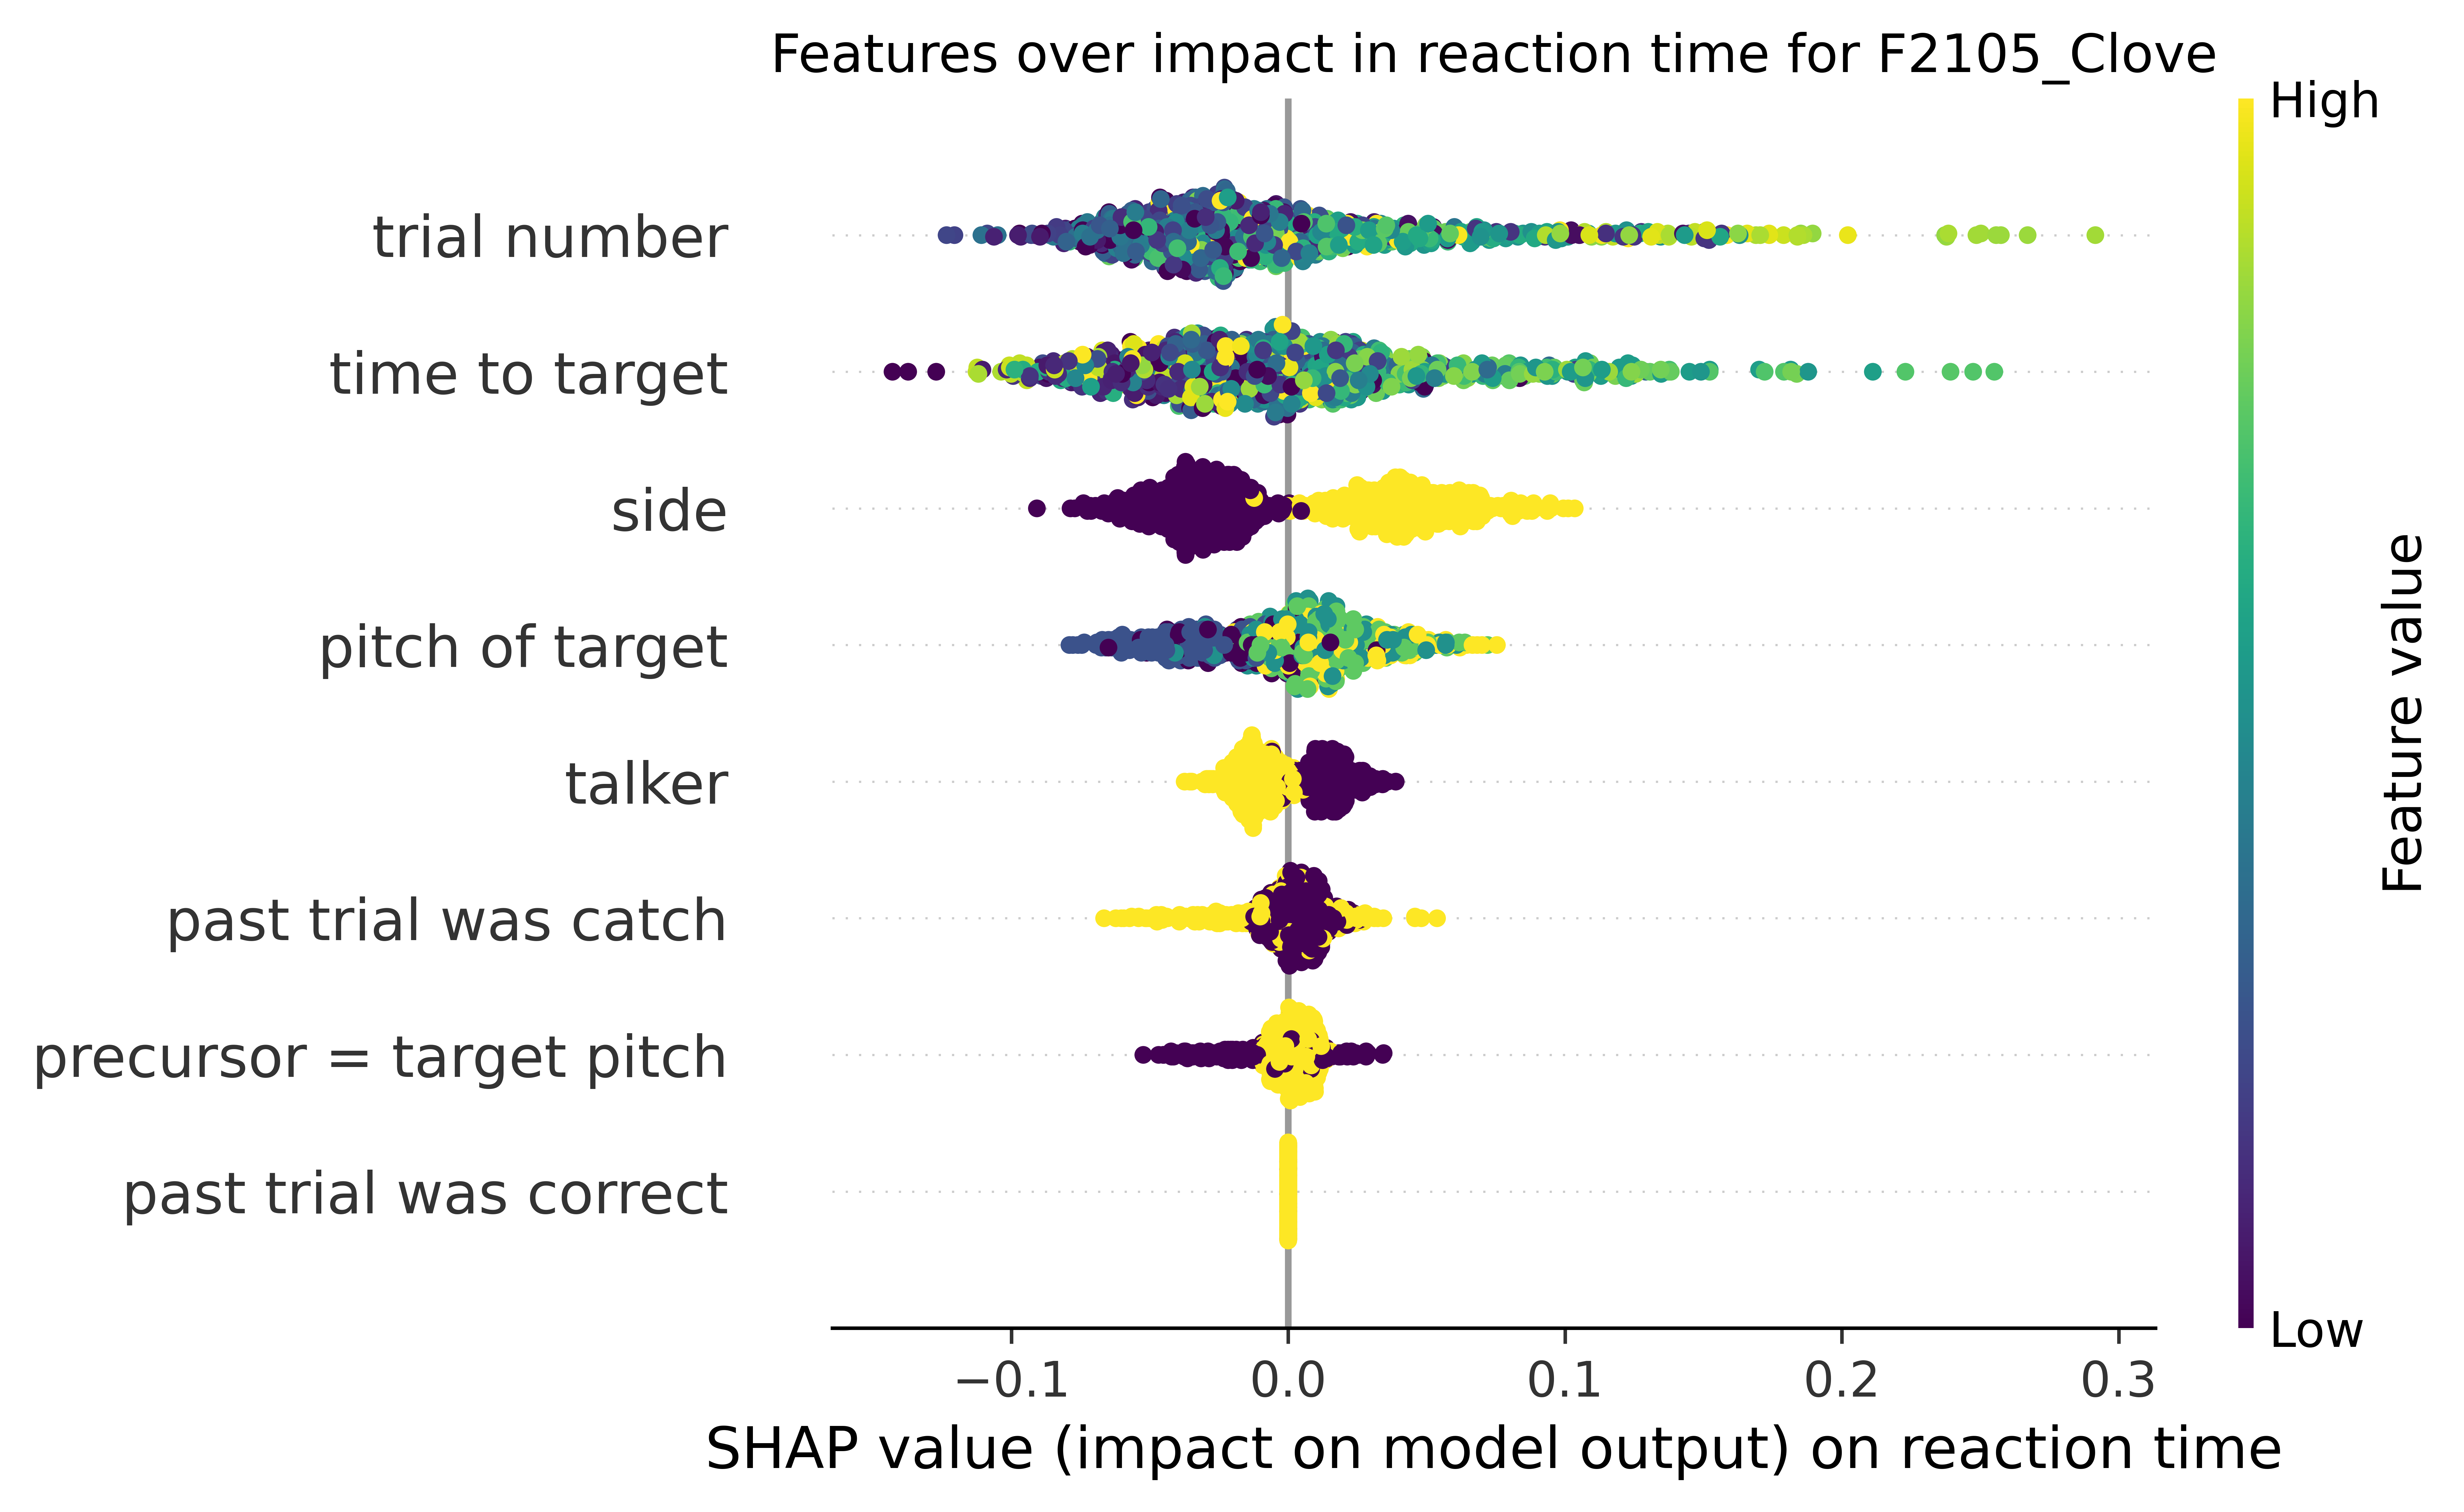 Features over impact in reaction time for F2105_Clove
High
trial number
time to target
side
pitch of target
talker
past trial was catch
precursor = target pitch
past trial was correct
Feature value
Low
−0.1 0.0 0.1 0.2 0.3
SHAP value (impact on model output) on reaction time